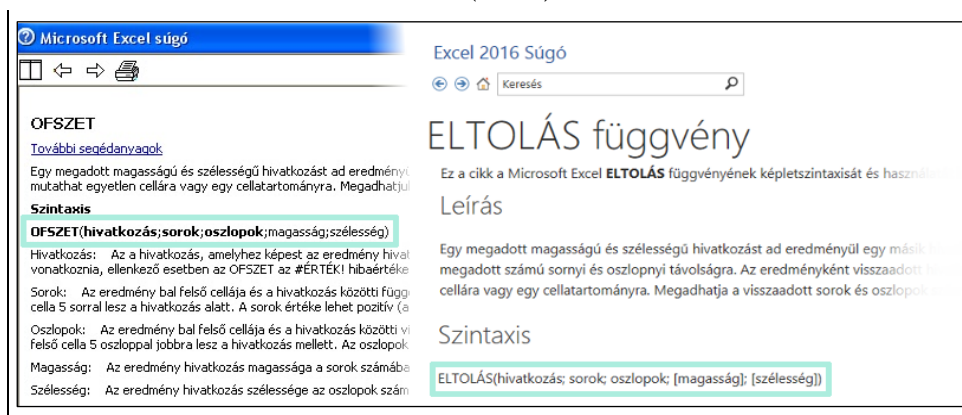 Microsoft Excel súgó
OFSZET
További segédanyagok
Egy megadott magasságú és szélességű hivatkozást ad
mutathat egyetlen cellára vagy egy cellatartományra.
Szintaxis
OFSZET(hivatkozás;sorok;oszlopok;magasság;szélesség)
Hivatkozás: Az a hivatkozás, amelyhez képest az eredmény
vonatkoznia, ellenkező esetben az OFSZET az #ÉRTÉK!
Sorok: Az eredmény bal felső cellája és a hivatkozás közötti
cella 5 sorral lesz a hivatkozás alatt. A sorok értéke lehet pozitív (a
Oszlopok: Az eredmény bal felső cellája és a hivatkozás közötti
felső cella 5 oszloppal jobbra lesz a hivatkozás mellett. Az oszlopok
Magasság: Az eredmény hivatkozás magassága a sorok
Szélesség: Az eredmény hivatkozás szélessége az oszlopok
Excel 2016 Súgó
Keresés
ELTOLÁS függvény
Ez a cikk a Microsoft Excel ELTOLÁS függvényének képletszintaxisát és
Leírás
Egy megadott magasságú és szélességű hivatkozást ad eredményül egy másik
megadott számú sornyi és oszlopnyi távolságra. Az eredményként visszaadott
cellára vagy egy cellatartományra. Megadhatja a visszaadott sorok és oszlopok
Szintaxis
ELTOLÁS(hivatkozás; sorok; oszlopok; [magasság]; [szélesség])